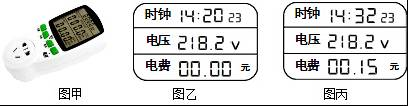 时钟 14:20 23
电压 218.2 v
电费 00.00 元
时钟 14:32 23
电压 218.2 v
电费 00.15 元
图甲 图乙 图丙